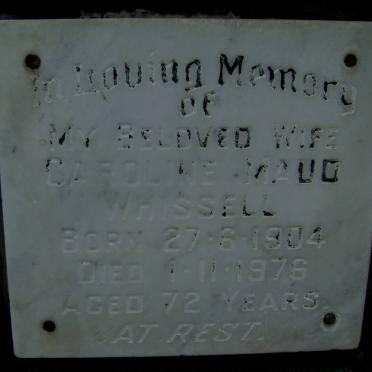 In Loving Memory
of
My Beloved Wife
Caroline Maud
Whissell
Born 27·6·1904
Died 1·11·1976
Aged 72 Years.
At Rest.